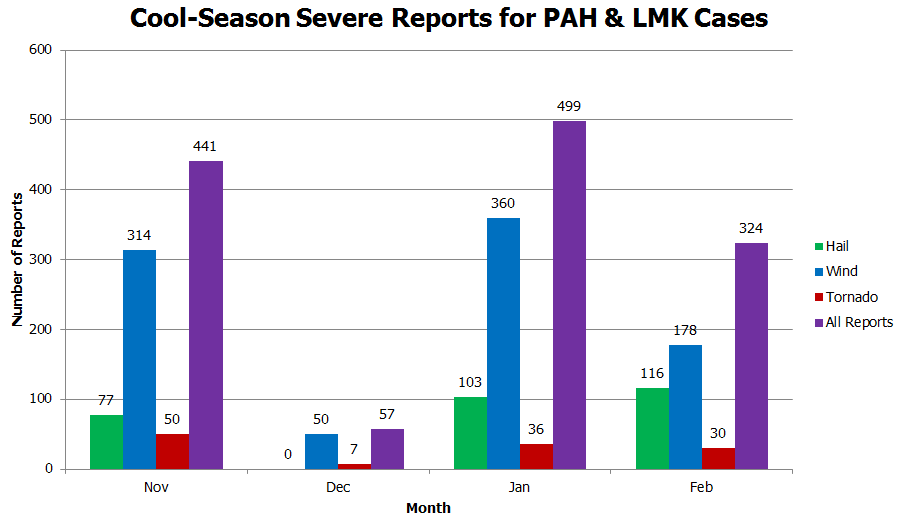 Cool-Season Severe Reports for PAH & LMK Cases
Number of Reports
600
500
400
300
200
100
0
77
314
50
441
0
50
7
57
103
360
36
499
116
178
30
324
Nov
Dec
Jan
Feb
Month
Hail
Wind
Tornado
All Reports